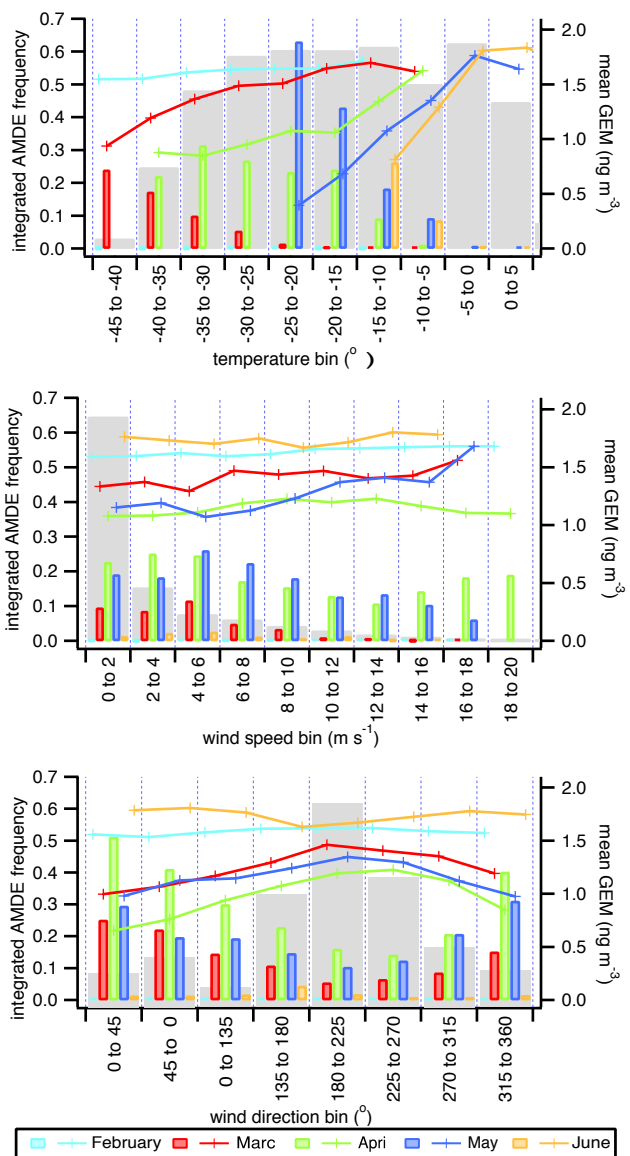 integrated AMDE frequency
0.7
0.6
0.5
0.4
0.3
0.2
0.1
0.0
2.0
1.5
1.0
0.5
0.0
mean GEM (ng m⁻³)
-45 to -40
-40 to -35
-35 to -30
-30 to -25
-25 to -20
-20 to -15
-15 to -10
-10 to -5
-5 to 0
0 to 5
temperature bin (° )
integrated AMDE frequency
0.7
0.6
0.5
0.4
0.3
0.2
0.1
0.0
2.0
1.5
1.0
0.5
0.0
mean GEM (ng m⁻³)
0 to 2
2 to 4
4 to 6
6 to 8
8 to 10
10 to 12
12 to 14
14 to 16
16 to 18
18 to 20
wind speed bin (m s⁻¹)
integrated AMDE frequency
0.7
0.6
0.5
0.4
0.3
0.2
0.1
0.0
2.0
1.5
1.0
0.5
0.0
mean GEM (ng m⁻³)
0 to 45
45 to 0
0 to 135
135 to 180
180 to 225
225 to 270
270 to 315
315 to 360
wind direction bin (°)
February Marc Apri May June